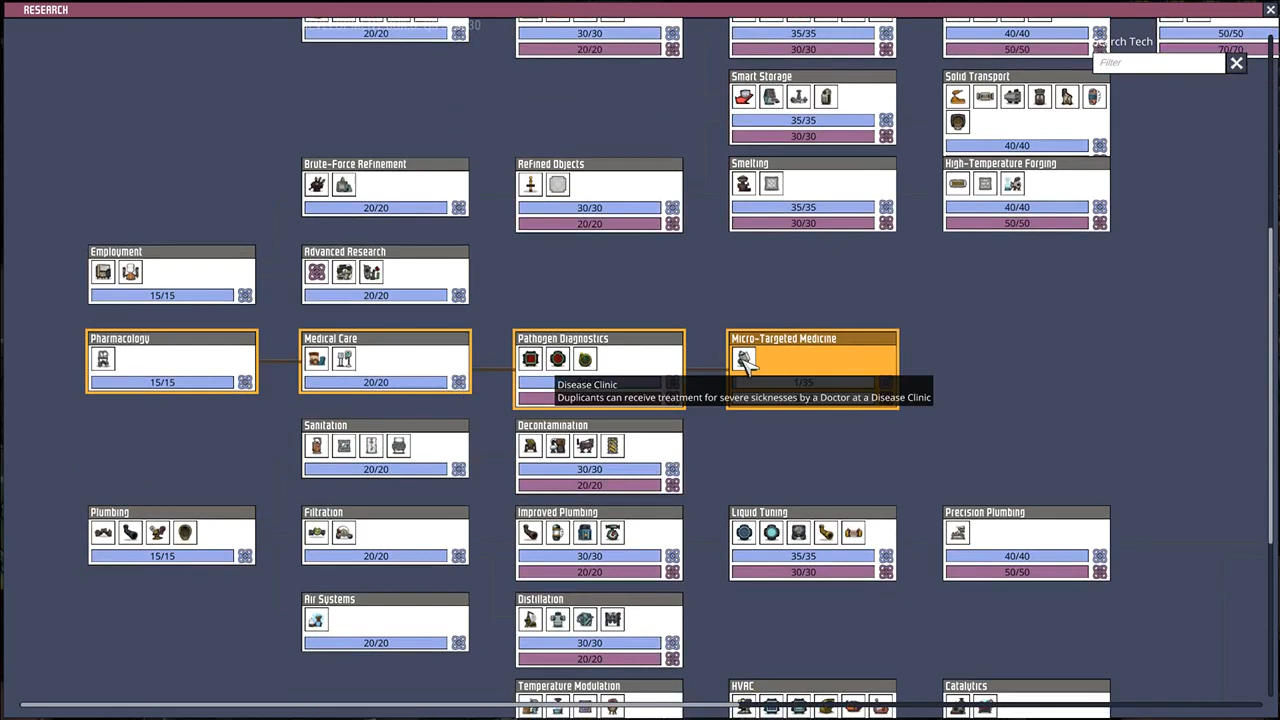 RESEARCH
20/20
30/30
20/20
35/35
30/30
40/40
50/50
50/50
70/70
Search Tech
Filter
Smart Storage
35/35
30/30
Solid Transport
40/40
Brute-Force Refinement
20/20
Refined Objects
30/30
20/20
Smelting
35/35
30/30
High-Temperature Forging
40/40
50/50
Employment
15/15
Advanced Research
20/20
Pharmacology
15/15
Medical Care
20/20
Pathogen Diagnostics
Micro-Targeted Medicine
1/35
Disease Clinic
Duplicants can receive treatment for severe sicknesses by a Doctor at a Disease Clinic
Sanitation
20/20
Decontamination
30/30
20/20
Plumbing
15/15
Filtration
20/20
Improved Plumbing
30/30
20/20
Liquid Tuning
35/35
30/30
Precision Plumbing
40/40
50/50
Air Systems
20/20
Distillation
30/30
20/20
Temperature Modulation
HVAC
Catalytics